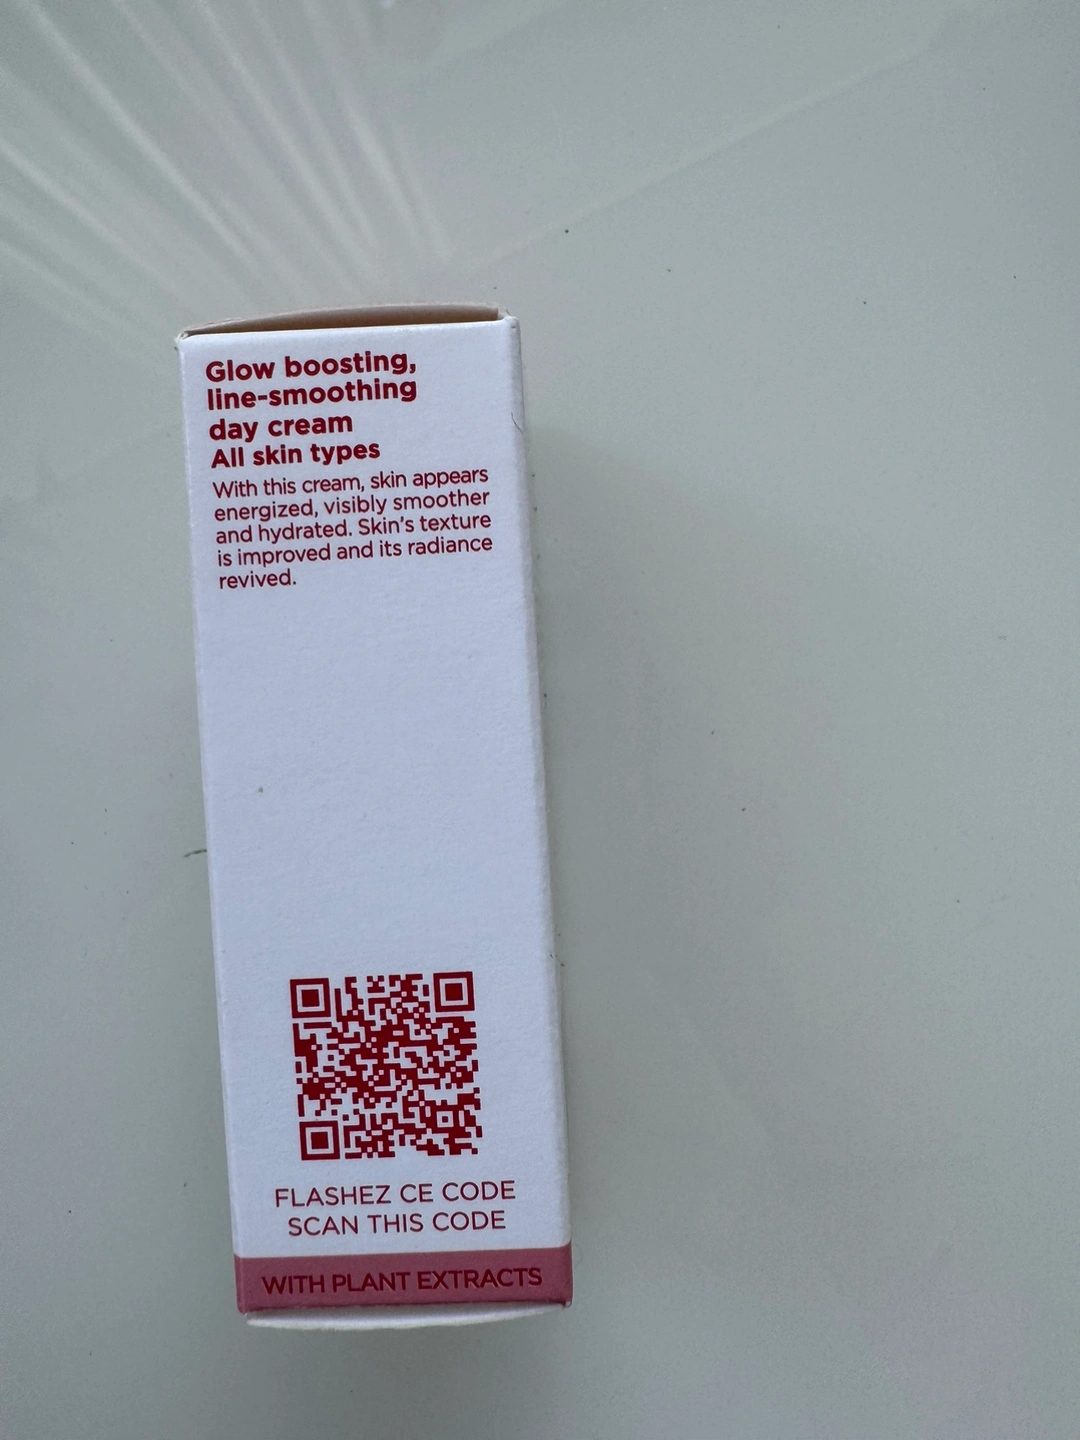 Glow boosting,
line-smoothing
day cream
All skin types
With this cream, skin appears
energized, visibly smoother
and hydrated. Skin's texture
is improved and its radiance
revived.
FLASHEZ CE CODE
SCAN THIS CODE
WITH PLANT EXTRACTS